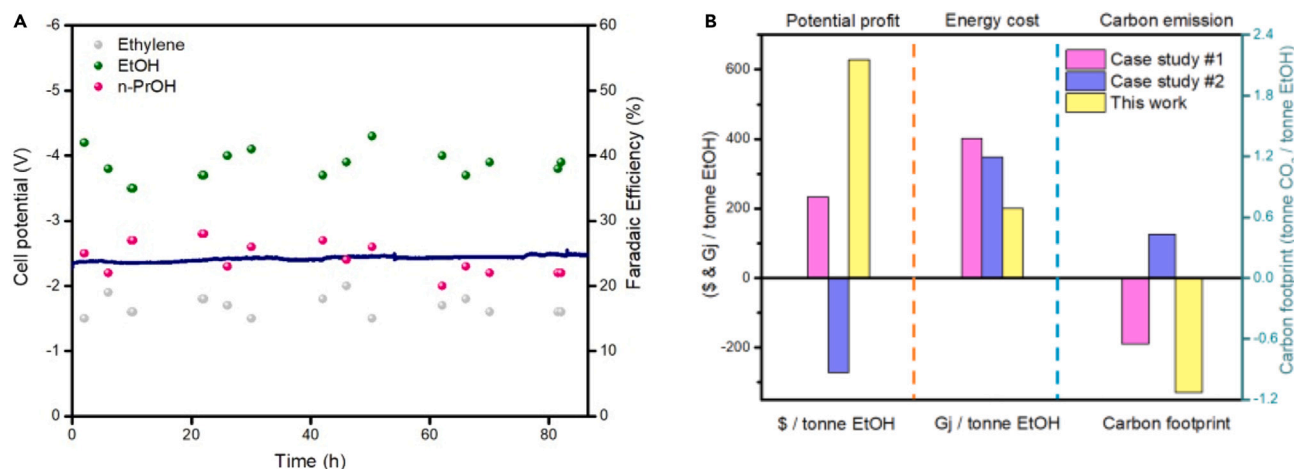 A
-6
-5
-4
-3
-2
-1
0
Cell potential (V)
Ethylene
EtOH
n-PrOH
60
50
40
30
20
10
0
Faradaic Efficiency (%)
0 20 40 60 80
Time (h)
B
Potential profit Energy cost Carbon emission
600
400
200
0
-200
($ & Gj / tonne EtOH)
Case study #1
Case study #2
This work
2.4
1.8
1.2
0.6
0.0
-0.6
-1.2
Carbon footprint (tonne CO₂ / tonne EtOH)
$ / tonne EtOH Gj / tonne EtOH Carbon footprint